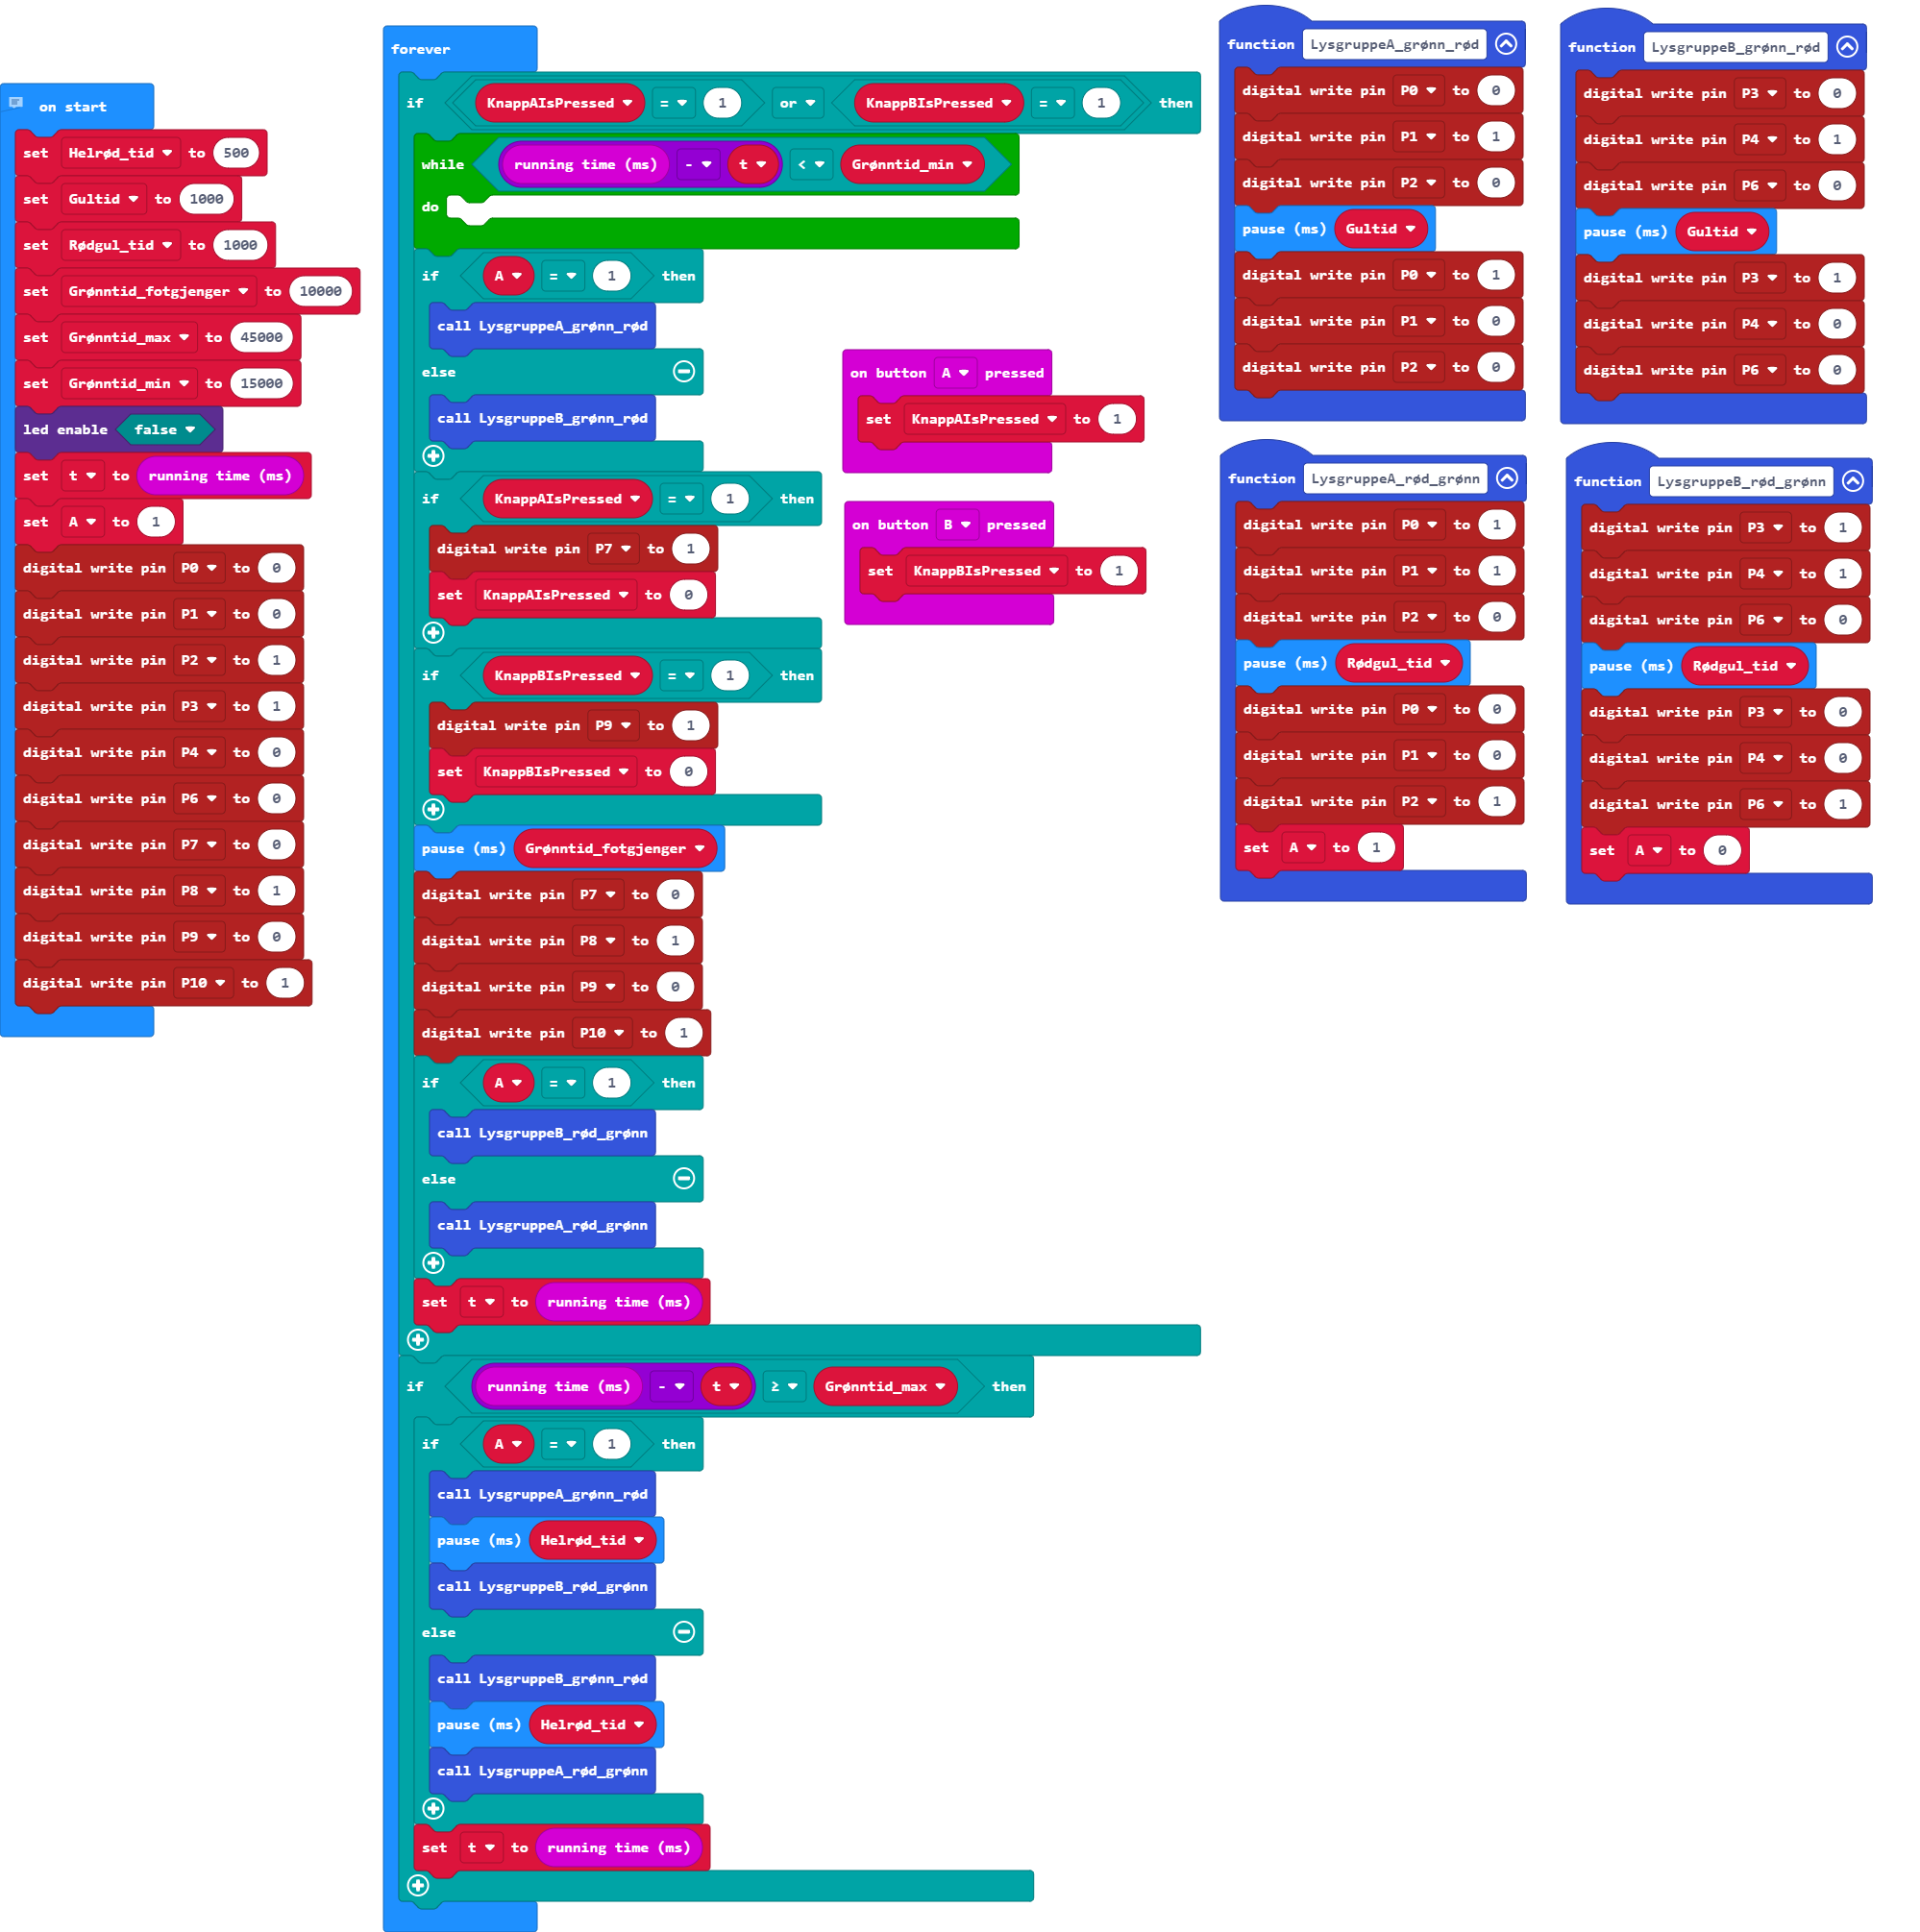 on start
set Helrød_tid to 500
set Gultid to 1000
set Rødgul_tid to 1000
set Grønntid_fotgjenger to 10000
set Grønntid_max to 45000
set Grønntid_min to 15000
led enable false
set t to running time (ms)
set A to 1
digital write pin P0 to 0
digital write pin P1 to 0
digital write pin P2 to 1
digital write pin P3 to 1
digital write pin P4 to 0
digital write pin P6 to 0
digital write pin P7 to 0
digital write pin P8 to 1
digital write pin P9 to 0
digital write pin P10 to 1
forever
if KnappAIsPressed = 1 or KnappBIsPressed = 1 then
while running time (ms) - t < Grønntid_min
do
if A = 1 then
call LysgruppeA_grønn_rød
else
call LysgruppeB_grønn_rød
if KnappAIsPressed = 1 then
digital write pin P7 to 1
set KnappAIsPressed to 0
if KnappBIsPressed = 1 then
digital write pin P9 to 1
set KnappBIsPressed to 0
pause (ms) Grønntid_fotgjenger
digital write pin P7 to 0
digital write pin P8 to 1
digital write pin P9 to 0
digital write pin P10 to 1
if A = 1 then
call LysgruppeB_rød_grønn
else
call LysgruppeA_rød_grønn
set t to running time (ms)
if running time (ms) - t ≥ Grønntid_max then
if A = 1 then
call LysgruppeA_grønn_rød
pause (ms) Helrød_tid
call LysgruppeB_rød_grønn
else
call LysgruppeB_grønn_rød
pause (ms) Helrød_tid
call LysgruppeA_rød_grønn
set t to running time (ms)
on button A pressed
set KnappAIsPressed to 1
on button B pressed
set KnappBIsPressed to 1
function LysgruppeA_grønn_rød
digital write pin P0 to 0
digital write pin P1 to 1
digital write pin P2 to 0
pause (ms) Gultid
digital write pin P0 to 1
digital write pin P1 to 0
digital write pin P2 to 0
function LysgruppeB_grønn_rød
digital write pin P3 to 0
digital write pin P4 to 1
digital write pin P6 to 0
pause (ms) Gultid
digital write pin P3 to 1
digital write pin P4 to 0
digital write pin P6 to 0
function LysgruppeA_rød_grønn
digital write pin P0 to 1
digital write pin P1 to 1
digital write pin P2 to 0
pause (ms) Rødgul_tid
digital write pin P0 to 0
digital write pin P1 to 0
digital write pin P2 to 1
set A to 1
function LysgruppeB_rød_grønn
digital write pin P3 to 1
digital write pin P4 to 1
digital write pin P6 to 0
pause (ms) Rødgul_tid
digital write pin P3 to 0
digital write pin P4 to 0
digital write pin P6 to 1
set A to 0